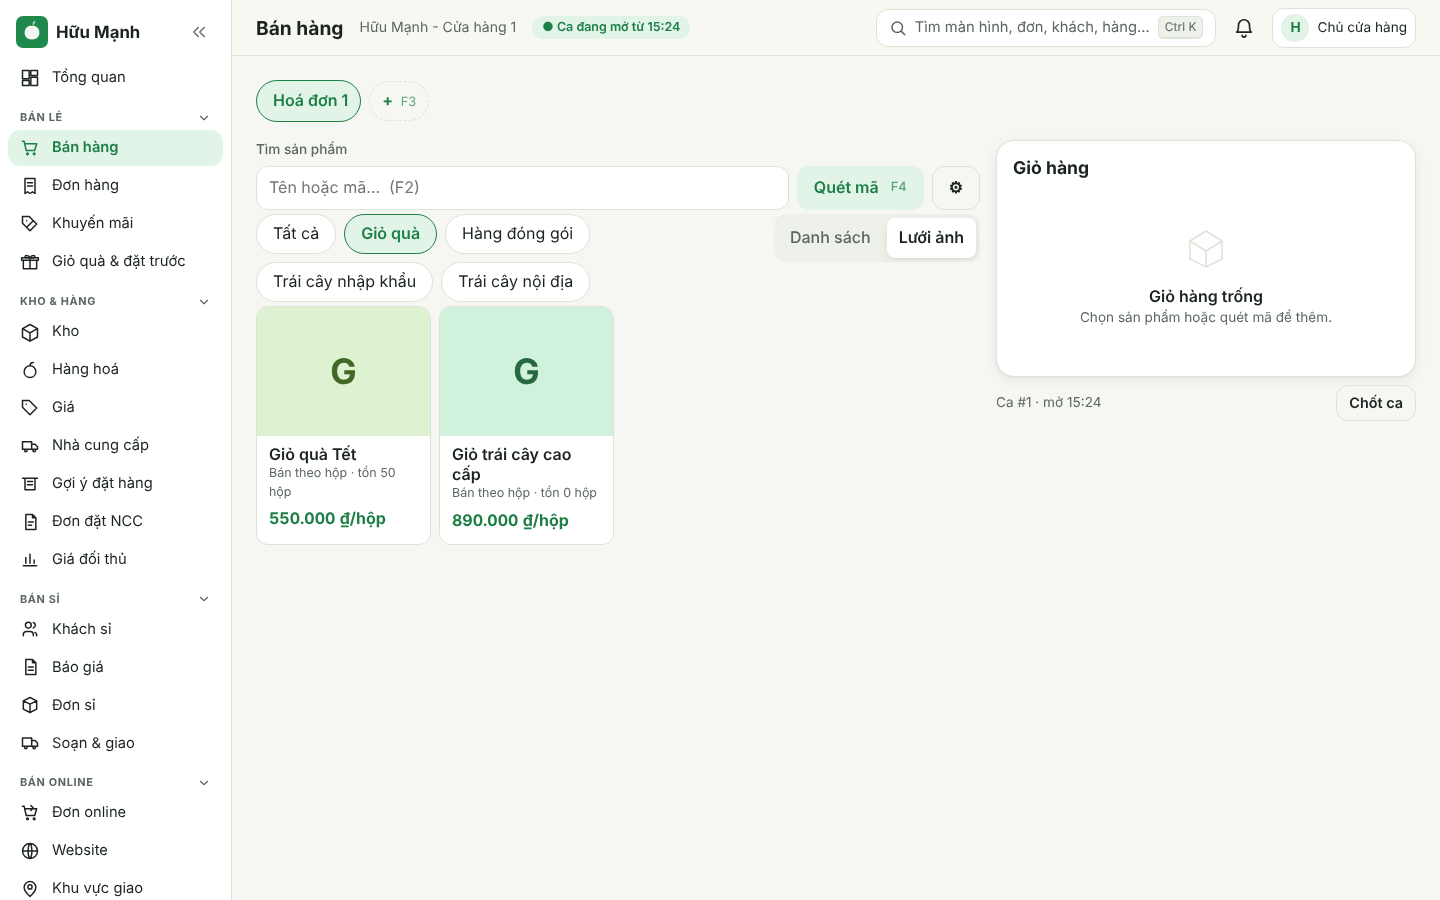 Hữu Mạnh
Tổng quan
BÁN LẺ
Bán hàng
Đơn hàng
Khuyến mãi
Giỏ quà & đặt trước
KHO & HÀNG
Kho
Hàng hoá
Giá
Nhà cung cấp
Gợi ý đặt hàng
Đơn đặt NCC
Giá đối thủ
BÁN SỈ
Khách sỉ
Báo giá
Đơn sỉ
Soạn & giao
BÁN ONLINE
Đơn online
Website
Khu vực giao
Bán hàng Hữu Mạnh - Cửa hàng 1 Ca đang mở từ 15:24 Tìm màn hình, đơn, khách, hàng... Ctrl K H Chủ cửa hàng
Hoá đơn 1 + F3
Tìm sản phẩm
Tên hoặc mã... (F2) Quét mã F4
Tất cả Giỏ quà Hàng đóng gói Danh sách Lưới ảnh
Trái cây nhập khẩu Trái cây nội địa
G
Giỏ quà Tết
Bán theo hộp · tồn 50
hộp
550.000 ₫/hộp
G
Giỏ trái cây cao
cấp
Bán theo hộp · tồn 0 hộp
890.000 ₫/hộp
Giỏ hàng
Giỏ hàng trống
Chọn sản phẩm hoặc quét mã để thêm.
Ca #1 · mở 15:24 Chốt ca